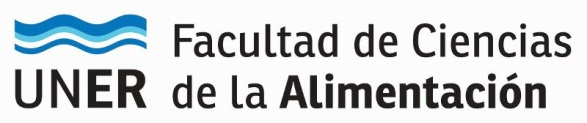 UNER
Facultad de Ciencias
de la Alimentación